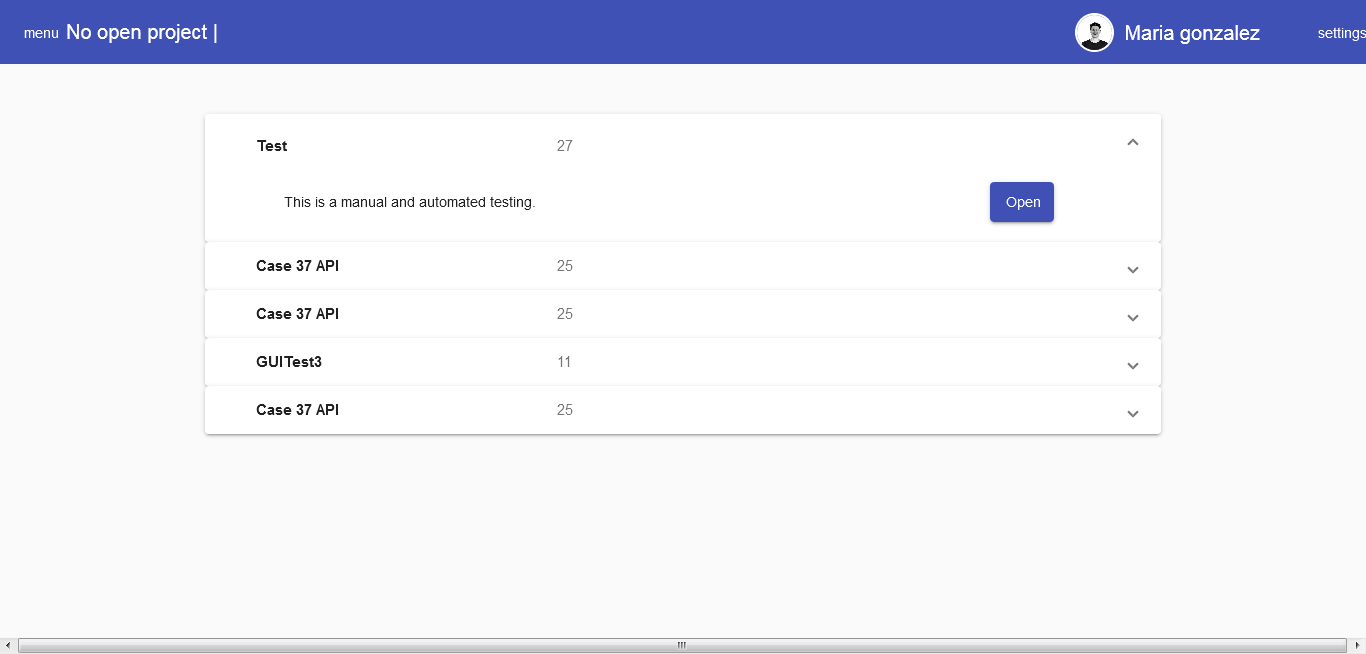 menu No open project | Maria gonzalez settings
Test 27
This is a manual and automated testing. Open
Case 37 API 25
Case 37 API 25
GUITest3 11
Case 37 API 25